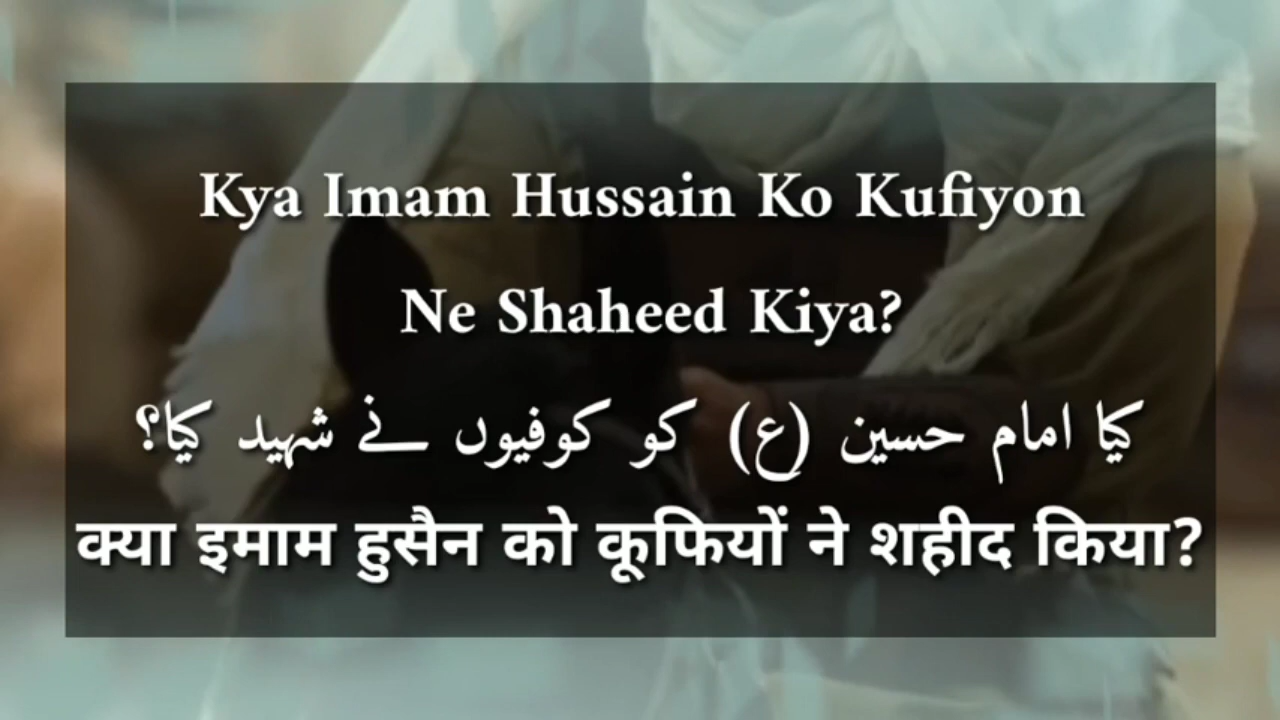 Kya Imam Hussain Ko Kufiyon
Ne Shaheed Kiya?
کیا امام حسین (ع) کو کوفیوں نے شہید کیا؟
क्या इमाम हुसैन को कूफियों ने शहीद किया?